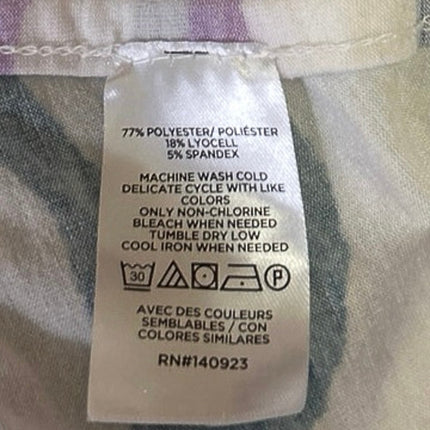 77% POLYESTER/ POLIÉSTER
18% LYOCELL
5% SPANDEX
MACHINE WASH COLD
DELICATE CYCLE WITH LIKE
COLORS
ONLY NON-CHLORINE
BLEACH WHEN NEEDED
TUMBLE DRY LOW
COOL IRON WHEN NEEDED
30 P
AVEC DES COULEURS
SEMBLABLES / CON
COLORES SIMILARES
RN#140923